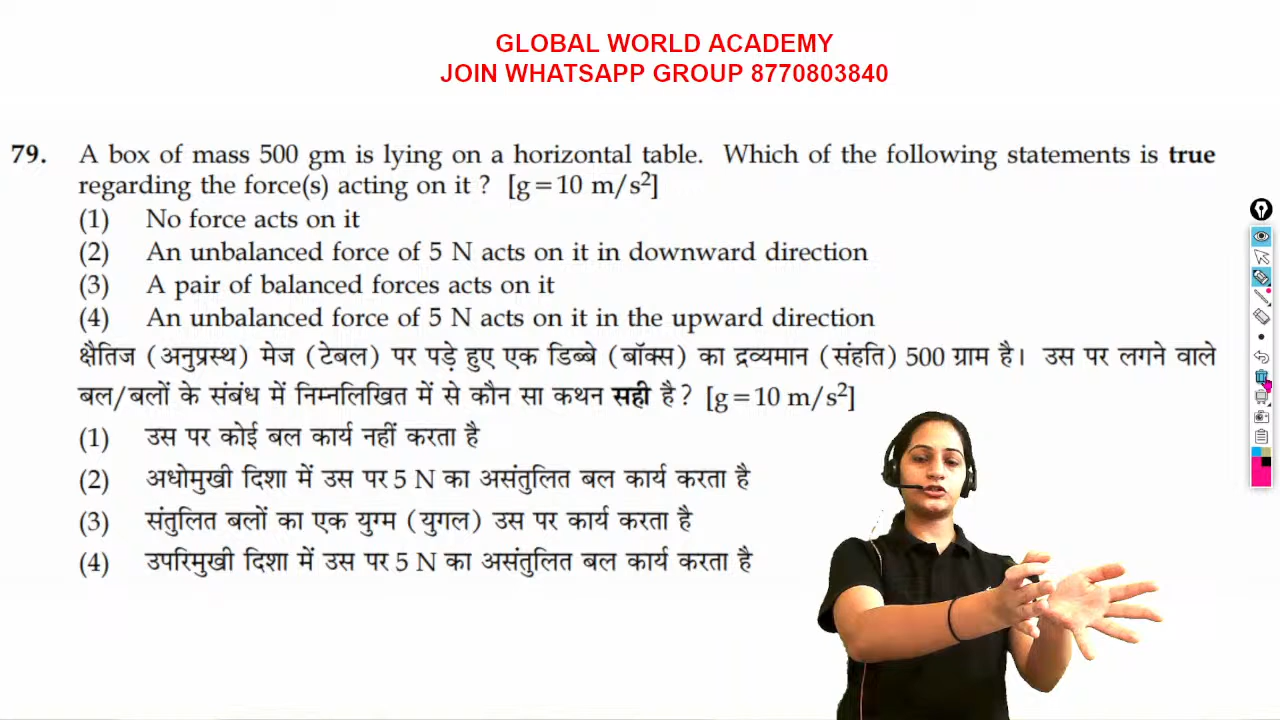 GLOBAL WORLD ACADEMY
JOIN WHATSAPP GROUP 8770803840
79. A box of mass 500 gm is lying on a horizontal table. Which of the following statements is true
regarding the force(s) acting on it ? [g=10 m/s²]
(1) No force acts on it
(2) An unbalanced force of 5 N acts on it in downward direction
(3) A pair of balanced forces acts on it
(4) An unbalanced force of 5 N acts on it in the upward direction
क्षैतिज (अनुप्रस्थ) मेज (टेबल) पर पड़े हुए एक डिब्बे (बॉक्स) का द्रव्यमान (संहति) 500 ग्राम है। उस पर लगने वाले
बल/बलों के संबंध में निम्नलिखित में से कौन सा कथन सही है? [g=10 m/s²]
(1) उस पर कोई बल कार्य नहीं करता है
(2) अधोमुखी दिशा में उस पर 5 N का असंतुलित बल कार्य करता है
(3) संतुलित बलों का एक युग्म (युगल) उस पर कार्य करता है
(4) उपरिमुखी दिशा में उस पर 5 N का असंतुलित बल कार्य करता है